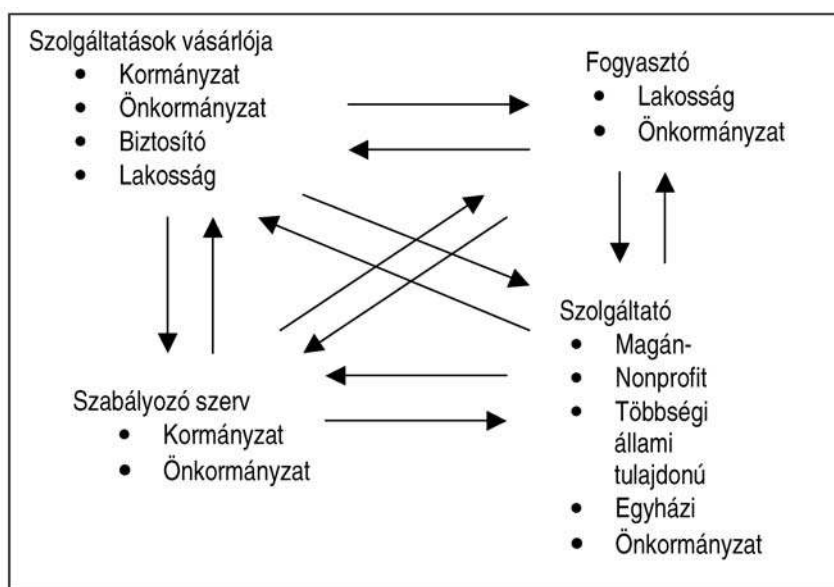 Szolgáltatások vásárlója
• Kormányzat
• Önkormányzat
• Biztosító
• Lakosság
Fogyasztó
• Lakosság
• Önkormányzat
Szabályozó szerv
• Kormányzat
• Önkormányzat
Szolgáltató
• Magán-
• Nonprofit
• Többségi
állami
tulajdonú
• Egyházi
• Önkormányzat